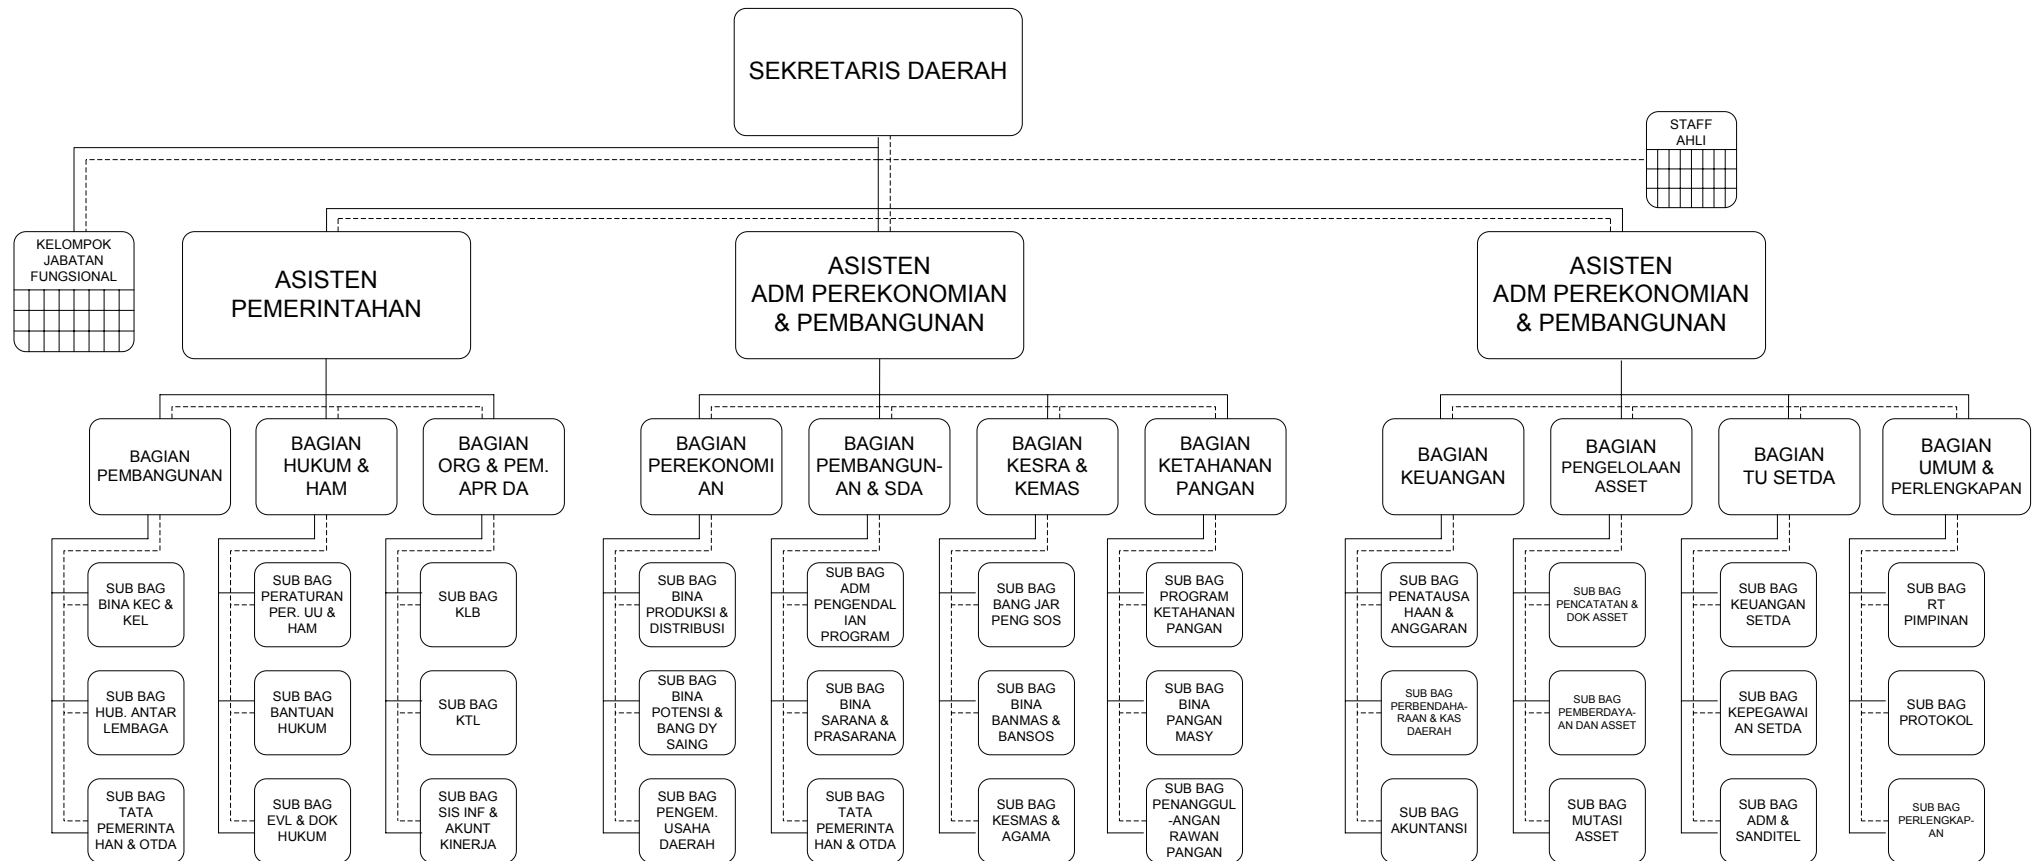 SEKRETARIS DAERAH
STAFF
AHLI
KELOMPOK
JABATAN
FUNGSIONAL
ASISTEN
PEMERINTAHAN
ASISTEN
ADM PEREKONOMIAN
& PEMBANGUNAN
ASISTEN
ADM PEREKONOMIAN
& PEMBANGUNAN
BAGIAN
PEMBANGUNAN
BAGIAN
HUKUM &
HAM
BAGIAN
ORG & PEM.
APR DA
BAGIAN
PEREKONOMI
AN
BAGIAN
PEMBANGUN-
AN & SDA
BAGIAN
KESRA &
KEMAS
BAGIAN
KETAHANAN
PANGAN
BAGIAN
KEUANGAN
BAGIAN
PENGELOLAAN
ASSET
BAGIAN
TU SETDA
BAGIAN
UMUM &
PERLENGKAPAN
SUB BAG
BINA KEC &
KEL
SUB BAG
PERATURAN
PER. UU &
HAM
SUB BAG
KLB
SUB BAG
BINA
PRODUKSI &
DISTRIBUSI
SUB BAG
ADM
PENGENDAL
IAN
PROGRAM
SUB BAG
BANG JAR
PENG SOS
SUB BAG
PROGRAM
KETAHANAN
PANGAN
SUB BAG
PENATAUSA
HAAN &
ANGGARAN
SUB BAG
PENCATATAN &
DOK ASSET
SUB BAG
KEUANGAN
SETDA
SUB BAG
RT
PIMPINAN
SUB BAG
HUB. ANTAR
LEMBAGA
SUB BAG
BANTUAN
HUKUM
SUB BAG
KTL
SUB BAG
BINA
POTENSI &
BANG DY
SAING
SUB BAG
BINA
SARANA &
PRASARANA
SUB BAG
BINA
BANMAS &
BANSOS
SUB BAG
BINA
PANGAN
MASY
SUB BAG
PERBENDAHA-
RAAN & KAS
DAERAH
SUB BAG
PEMBERDAYA-
AN DAN ASSET
SUB BAG
KEPEGAWAI
AN SETDA
SUB BAG
PROTOKOL
SUB BAG
TATA
PEMERINTA
HAN & OTDA
SUB BAG
EVL & DOK
HUKUM
SUB BAG
SIS INF &
AKUNT
KINERJA
SUB BAG
PENGEM.
USAHA
DAERAH
SUB BAG
TATA
PEMERINTA
HAN & OTDA
SUB BAG
KESMAS &
AGAMA
SUB BAG
PENANGGUL
-ANGAN
RAWAN
PANGAN
SUB BAG
AKUNTANSI
SUB BAG
MUTASI
ASSET
SUB BAG
ADM &
SANDITEL
SUB BAG
PERLENGKAP-
AN